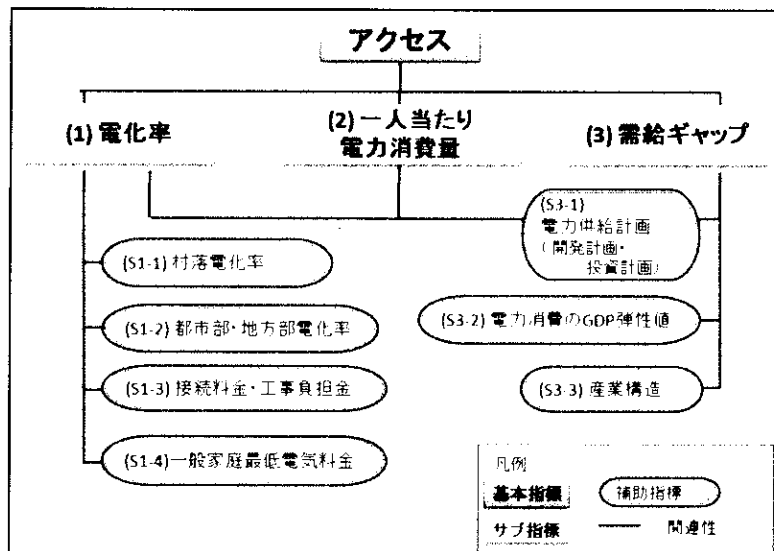 アクセス
(1) 電化率
(2) 一人当たり
電力消費量
(3) 需給ギャップ
(S3-1)
電力供給計画
(開発計画・
投資計画)
(S1-1) 村落電化率
(S1-2) 都市部・地方部電化率
(S3-2) 電力消費のGDP弾性値
(S1-3) 接続料金・工事負担金
(S3-3) 産業構造
(S1-4)一般家庭最低電気料金
凡例
基本指標
補助指標
サブ指標
関連性